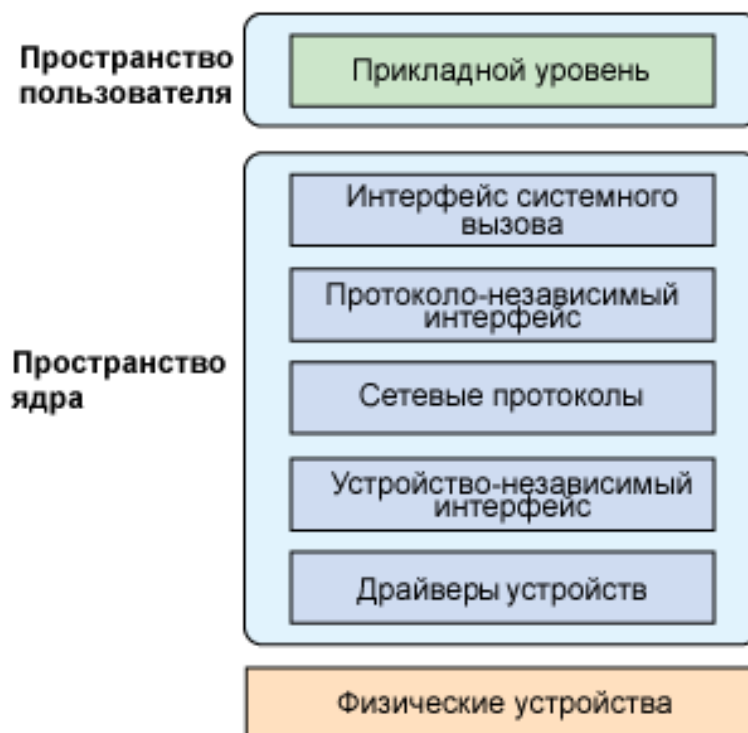 Пространство
пользователя
Прикладной уровень
Пространство
ядра
Интерфейс системного
вызова
Протоколо-независимый
интерфейс
Сетевые протоколы
Устройство-независимый
интерфейс
Драйверы устройств
Физические устройства